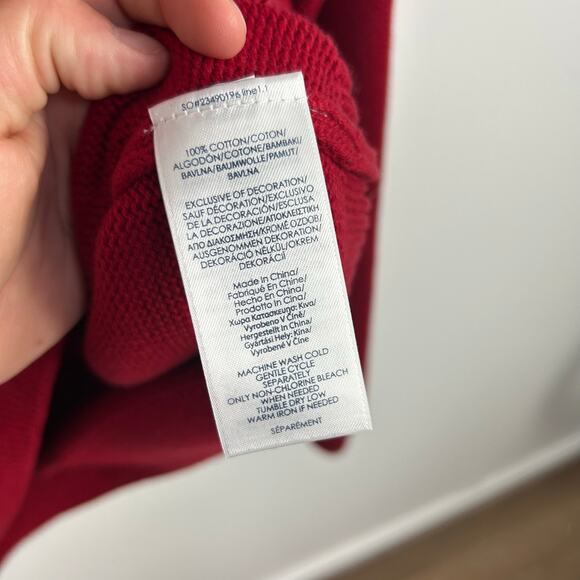 SO#23490196 line1.1
100% COTTON/COTON/
ALGODÓN/COTONE/BAMBAKI/
BAVLNA/BAUMWOLLE/PAMUT/
BAVLNA
EXCLUSIVE OF DECORATION/
SAUF DÉCORATION/EXCLUSIVO
DE LA DECORACIÓN/ESCLUSA
LA DECORAZIONE/ΑΠΟΚΛΕΙΣΤΙΚΗ
ΑΠΟ ΔΙΑΚΟΣΜΗΣΗ/KROMĚ OZDOB/
AUSGENOMMEN DEKORATION/
DEKORÁCIÓ NÉLKÜL/OKREM
DEKORÁCIÍ
Made in China/
Fabriqué En Chine/
Hecho En China/
Prodotto In Cina/
Χωρα Κατασκευησ: Κινα/
Vyrobeno V Číně/
Hergestellt In China/
Gyártási Hely: Kína/
Vyrobené V Číne
MACHINE WASH COLD
GENTLE CYCLE
SEPARATELY
ONLY NON-CHLORINE BLEACH
WHEN NEEDED
TUMBLE DRY LOW
WARM IRON IF NEEDED
SÉPARÉMENT